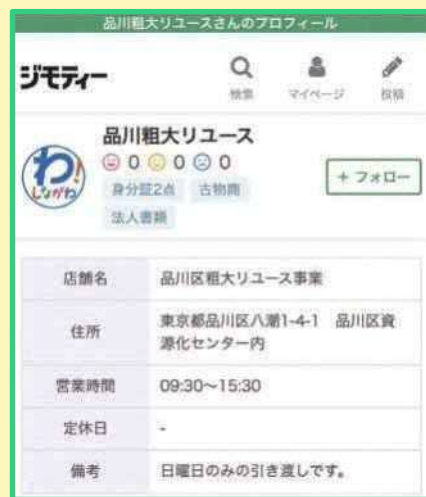 品川粗大リユースさんのプロフィール
ジモティー
検索 マイページ 投稿
わ!
しながわ
品川粗大リユース
0 0 0
身分証2点 古物商
法人書類
+ フォロー
店舗名 品川区粗大リユース事業
住所 東京都品川区八潮1-4-1 品川区資
源化センター内
営業時間 09:30〜15:30
定休日 -
備考 日曜日のみの引き渡しです。